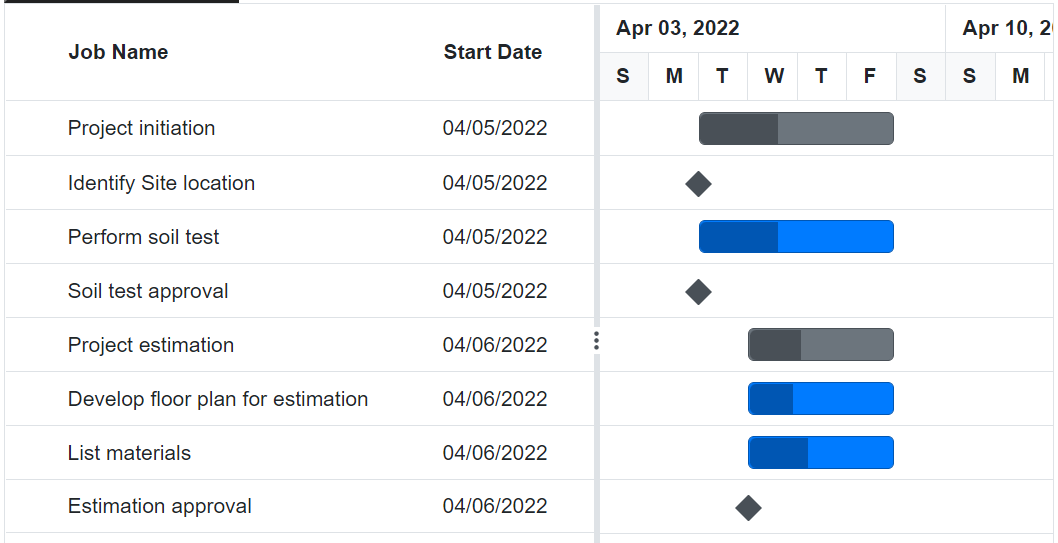 Job Name Start Date Apr 03, 2022 Apr 10,
S M T W T F S S M
Project initiation 04/05/2022
Identify Site location 04/05/2022
Perform soil test 04/05/2022
Soil test approval 04/05/2022
Project estimation 04/06/2022
Develop floor plan for estimation 04/06/2022
List materials 04/06/2022
Estimation approval 04/06/2022